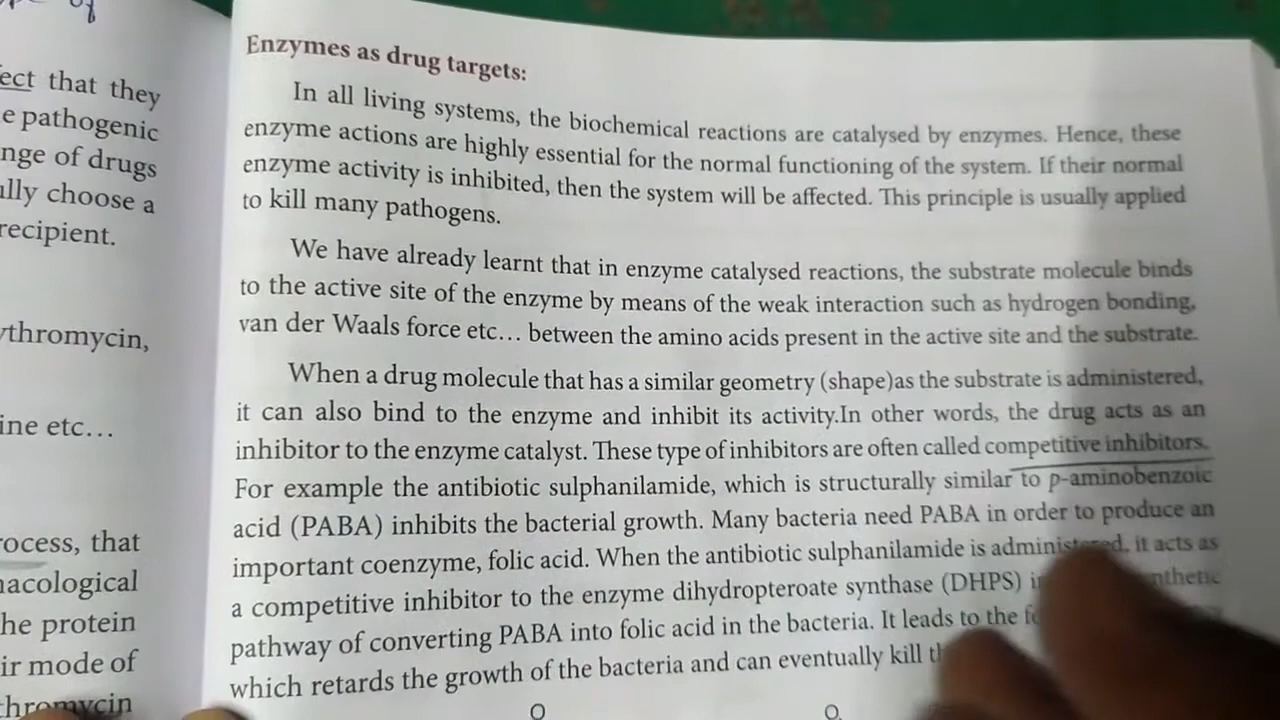 of
ect that they
e pathogenic
nge of drugs
ully choose a
recipient.
ythromycin,
ine etc...
ocess, that
nacological
he protein
ir mode of
hromycin
Enzymes as drug targets:
In all living systems, the biochemical reactions are catalysed by enzymes. Hence, these
enzyme actions are highly essential for the normal functioning of the system. If their normal
enzyme activity is inhibited, then the system will be affected. This principle is usually applied
to kill many pathogens.
We have already learnt that in enzyme catalysed reactions, the substrate molecule binds
to the active site of the enzyme by means of the weak interaction such as hydrogen bonding,
van der Waals force etc... between the amino acids present in the active site and the substrate.
When a drug molecule that has a similar geometry (shape)as the substrate is administered,
it can also bind to the enzyme and inhibit its activity.In other words, the drug acts as an
inhibitor to the enzyme catalyst. These type of inhibitors are often called competitive inhibitors.
For example the antibiotic sulphanilamide, which is structurally similar to p-aminobenzoic
acid (PABA) inhibits the bacterial growth. Many bacteria need PABA in order to produce an
important coenzyme, folic acid. When the antibiotic sulphanilamide is administered, it acts as
a competitive inhibitor to the enzyme dihydropteroate synthase (DHPS) i nthetic
pathway of converting PABA into folic acid in the bacteria. It leads to the fo
which retards the growth of the bacteria and can eventually kill t
O O